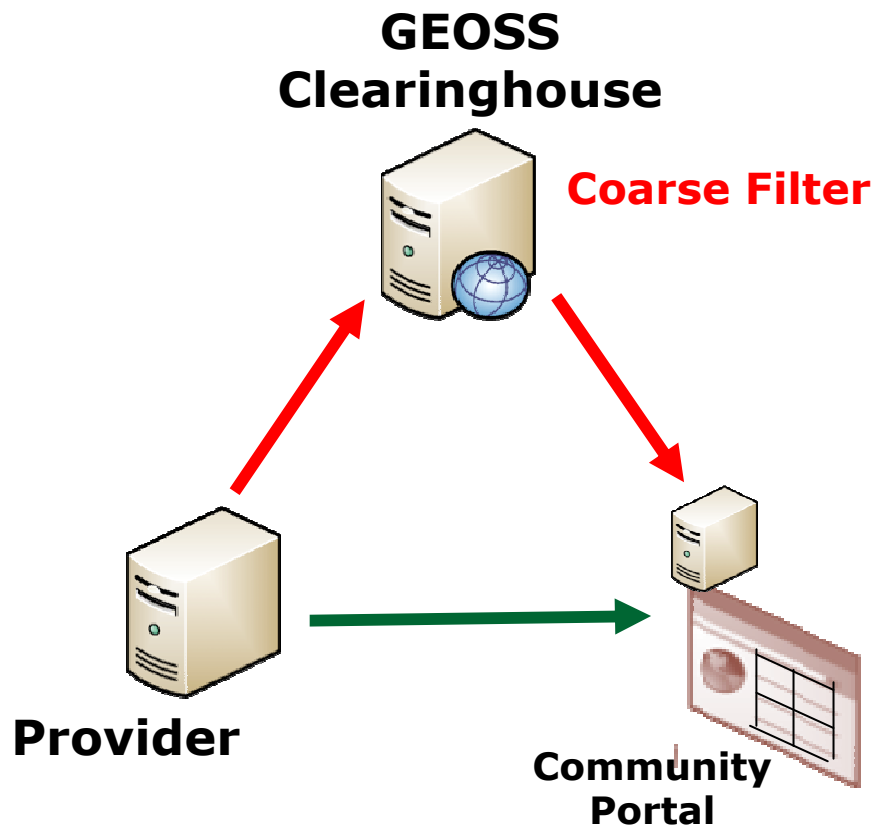 GEOSS
Clearinghouse
Coarse Filter
Provider
Community
Portal